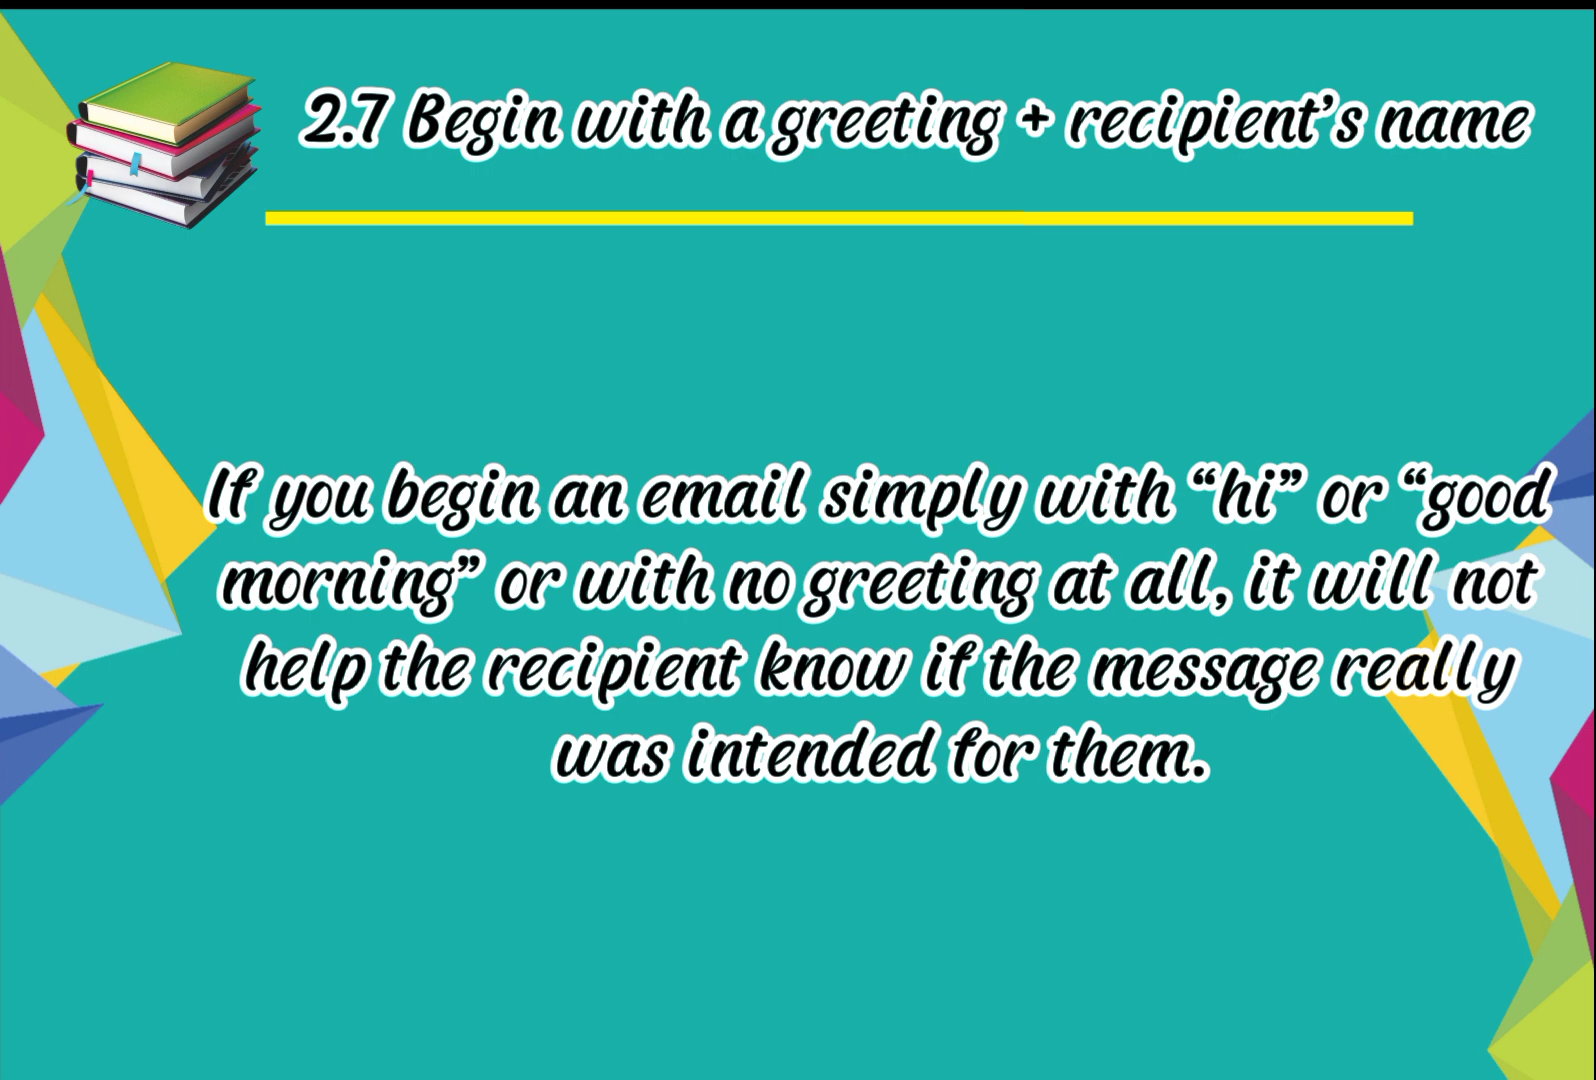 2.7 Begin with a greeting + recipient’s name
If you begin an email simply with “hi” or “good
morning” or with no greeting at all, it will not
help the recipient know if the message really
was intended for them.